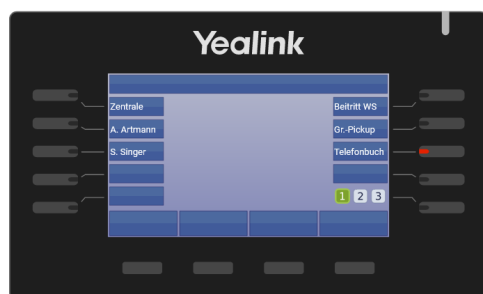 Yealink
Zentrale
Beitritt WS
A. Artmann
Gr.-Pickup
S. Singer
Telefonbuch
1 2 3